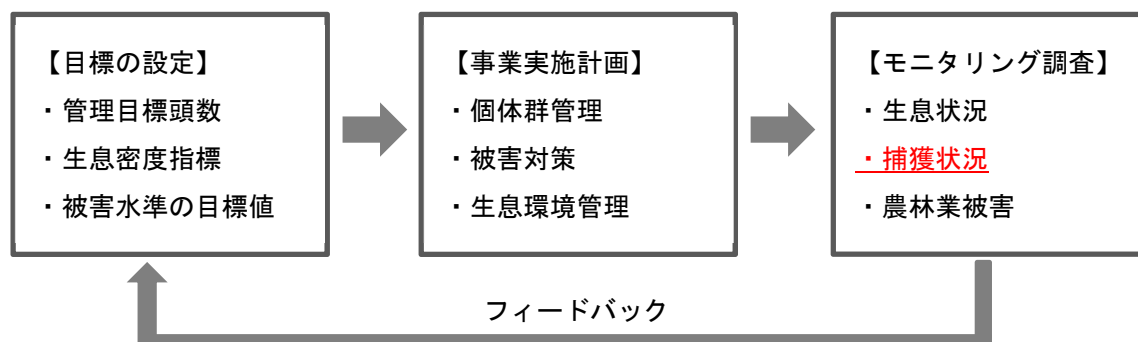 【目標の設定】
・管理目標頭数
・生息密度指標
・被害水準の目標値
【事業実施計画】
・個体群管理
・被害対策
・生息環境管理
【モニタリング調査】
・生息状況
・捕獲状況
・農林業被害
フィードバック